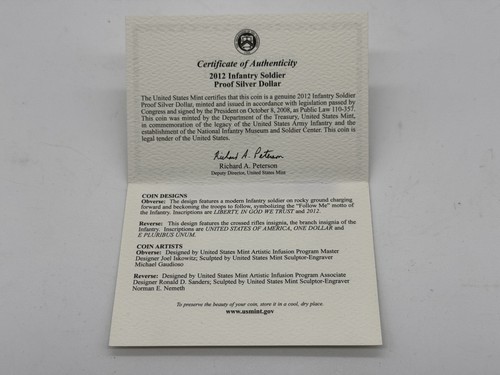 Certificate of Authenticity
2012 Infantry Soldier
Proof Silver Dollar
The United States Mint certifies that this coin is a genuine 2012 Infantry Soldier
Proof Silver Dollar, minted and issued in accordance with legislation passed by
Congress and signed by the President on October 8, 2008, as Public Law 110-357.
This coin was minted by the Department of the Treasury, United States Mint,
in commemoration of the legacy of the United States Army Infantry and the
establishment of the National Infantry Museum and Soldier Center. This coin is
legal tender of the United States.
Richard A. Peterson
Richard A. Peterson
Deputy Director, United States Mint
COIN DESIGNS
Obverse: The design features a modern Infantry soldier on rocky ground charging
forward and beckoning the troops to follow, symbolizing the "Follow Me" motto of
the Infantry. Inscriptions are LIBERTY, IN GOD WE TRUST and 2012.
Reverse: This design features the crossed rifles insignia, the branch insignia of the
Infantry. Inscriptions are UNITED STATES OF AMERICA, ONE DOLLAR and
E PLURIBUS UNUM.
COIN ARTISTS
Obverse: Designed by United States Mint Artistic Infusion Program Master
Designer Joel Iskowitz; Sculpted by United States Mint Sculptor-Engraver
Michael Gaudioso
Reverse: Designed by United States Mint Artistic Infusion Program Associate
Designer Ronald D. Sanders; Sculpted by United States Mint Sculptor-Engraver
Norman E. Nemeth
To preserve the beauty of your coin, store it in a cool, dry place.
www.usmint.gov